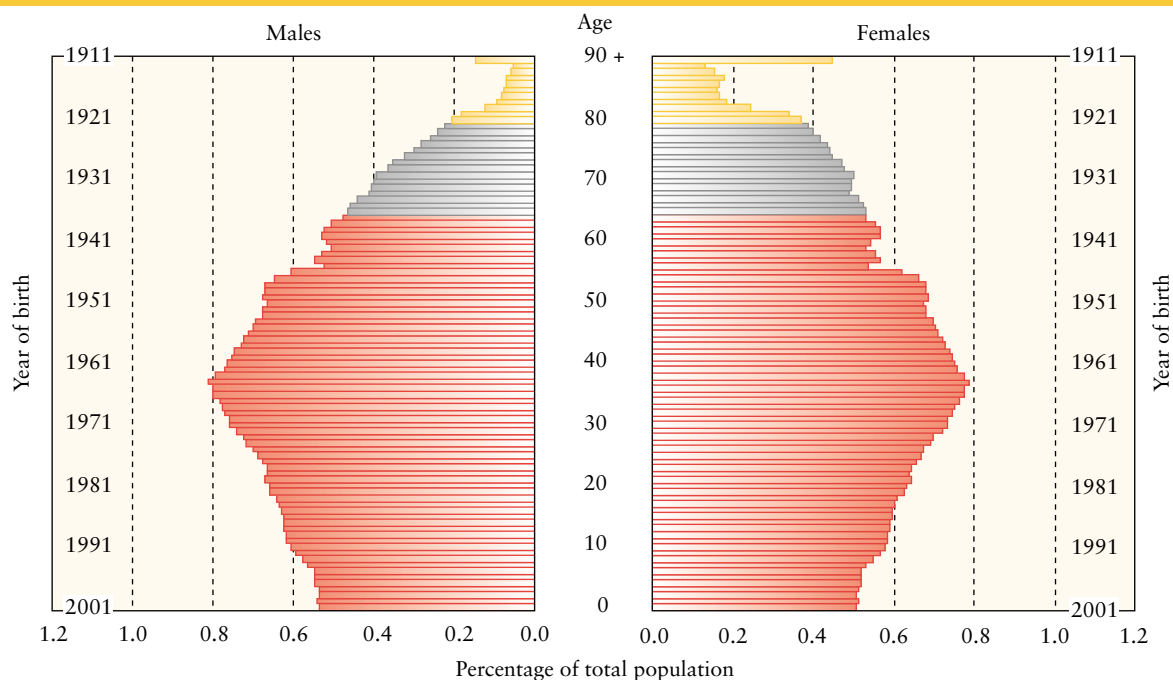 Males Age Females
1911 90 + 1911
1921 80 1921
1931 70 1931
1941 60 1941
1951 50 1951
1961 40 1961
1971 30 1971
1981 20 1981
1991 10 1991
2001 0 2001
Year of birth
Year of birth
1.2 1.0 0.8 0.6 0.4 0.2 0.0 0.0 0.2 0.4 0.6 0.8 1.0 1.2
Percentage of total population